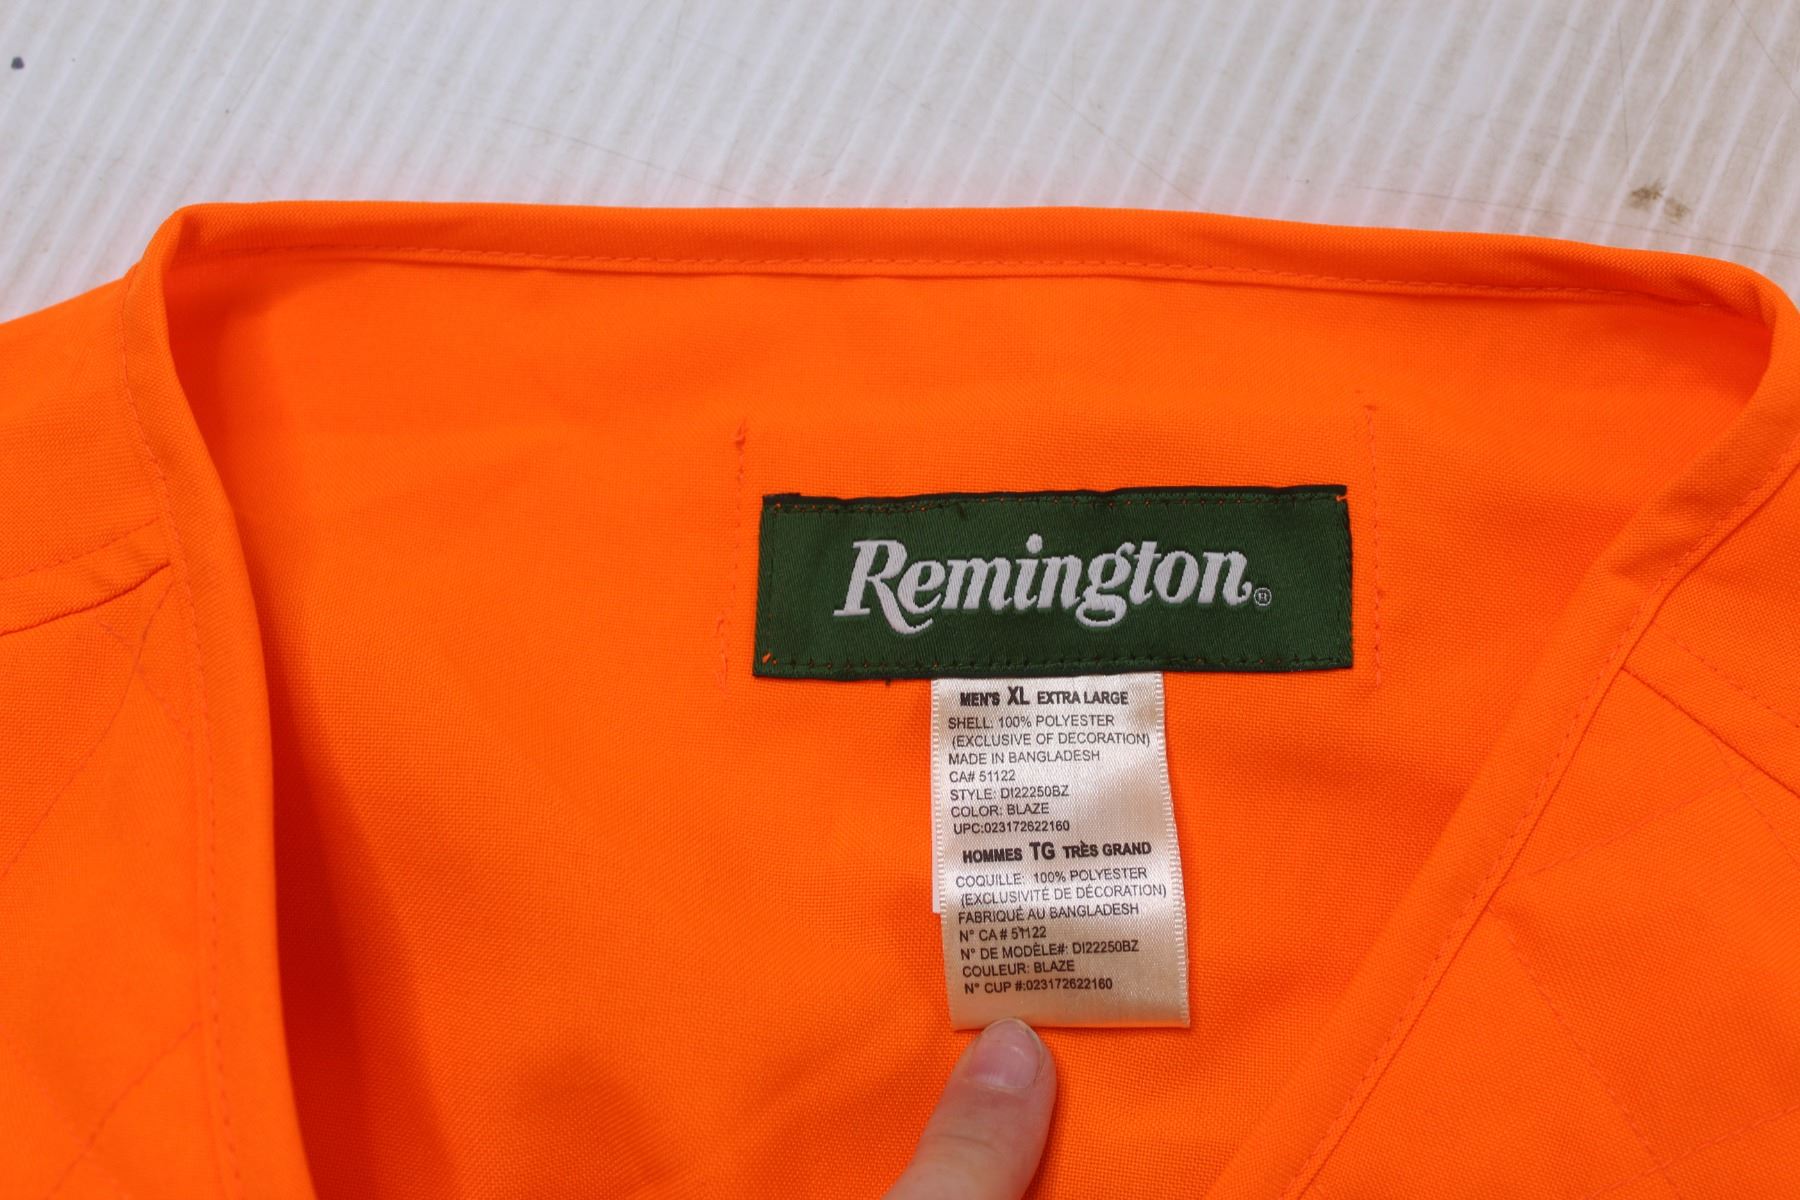 Remington®
MEN'S XL EXTRA LARGE
SHELL: 100% POLYESTER
(EXCLUSIVE OF DECORATION)
MADE IN BANGLADESH
CA# 51122
STYLE: DI22250BZ
COLOR: BLAZE
UPC:023172622160
HOMMES TG TRÈS GRAND
COQUILLE: 100% POLYESTER
(EXCLUSIVITÉ DE DÉCORATION)
FABRIQUÉ AU BANGLADESH
N° CA # 51122
N° DE MODÈLE#: DI22250BZ
COULEUR: BLAZE
N° CUP #:023172622160